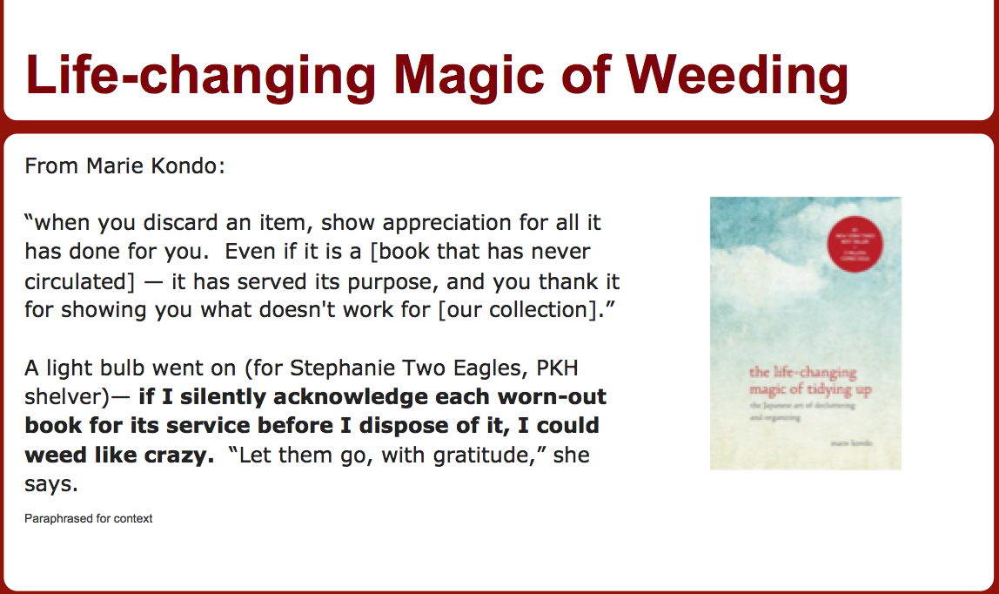 Life-changing Magic of Weeding
From Marie Kondo:
“when you discard an item, show appreciation for all it
has done for you.  Even if it is a [book that has never
circulated] — it has served its purpose, and you thank it
for showing you what doesn't work for [our collection].”
A light bulb went on (for Stephanie Two Eagles, PKH
shelver)— if I silently acknowledge each worn-out
book for its service before I dispose of it, I could
weed like crazy.  “Let them go, with gratitude,” she
says.
Paraphrased for context
the life-changing
magic of tidying up
the Japanese art of decluttering
and organizing
marie kondo